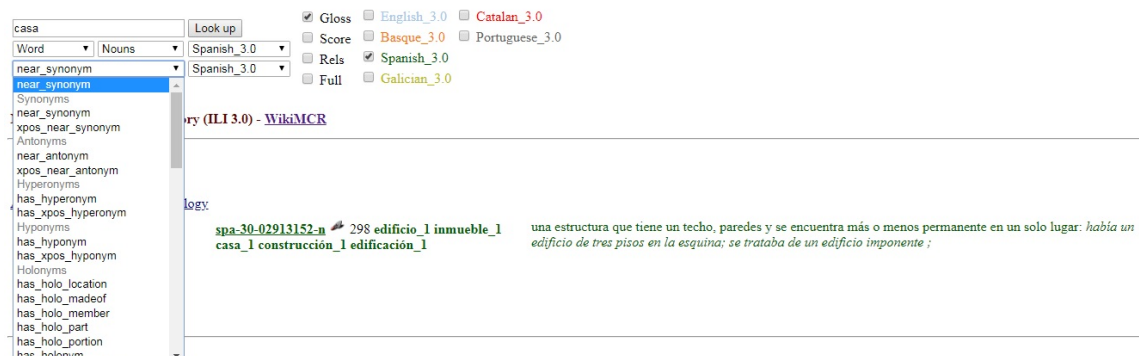 casa Look up
Word Nouns Spanish_3.0
near_synonym Spanish_3.0
Gloss English_3.0 Catalan_3.0
Score Basque_3.0 Portuguese_3.0
Rels Spanish_3.0
Full Galician_3.0
near_synonym
Synonyms
near_synonym
xpos_near_synonym
Antonyms
near_antonym
xpos_near_antonym
Hyperonyms
has_hyperonym
has_xpos_hyperonym
Hyponyms
has_hyponym
has_xpos_hyponym
Holonyms
has_holo_location
has_holo_madeof
has_holo_member
has_holo_part
has_holo_portion
has_holonym
ry (ILI 3.0) - WikiMCR
logy
spa-30-02913152-n 298 edificio_1 inmueble_1
casa_1 construcción_1 edificación_1
una estructura que tiene un techo, paredes y se encuentra más o menos permanente en un solo lugar: había un
edificio de tres pisos en la esquina; se trataba de un edificio imponente ;